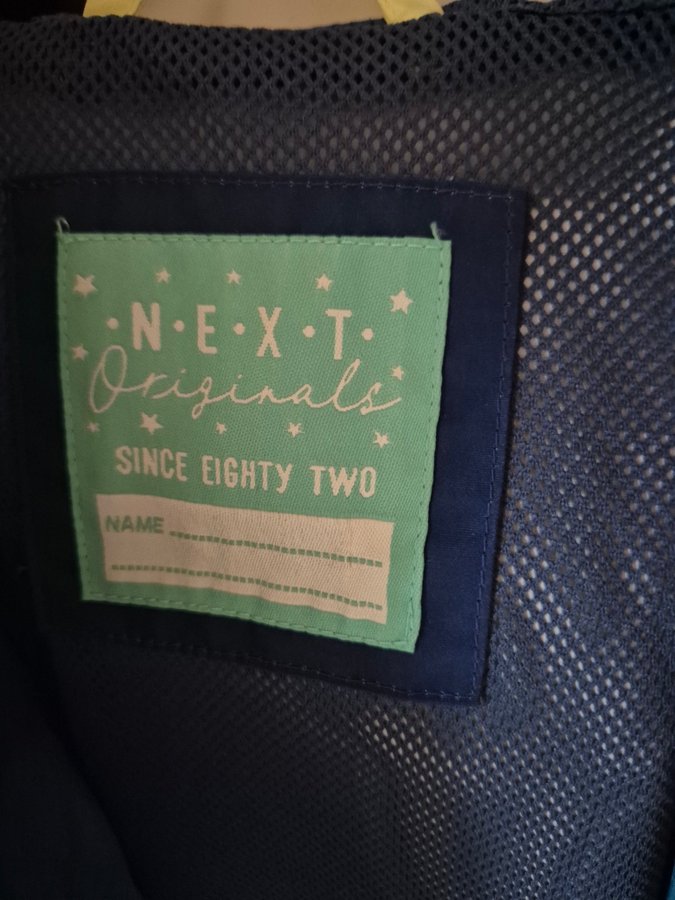 ·N·E·X·T·
Originals
SINCE EIGHTY TWO
NAME